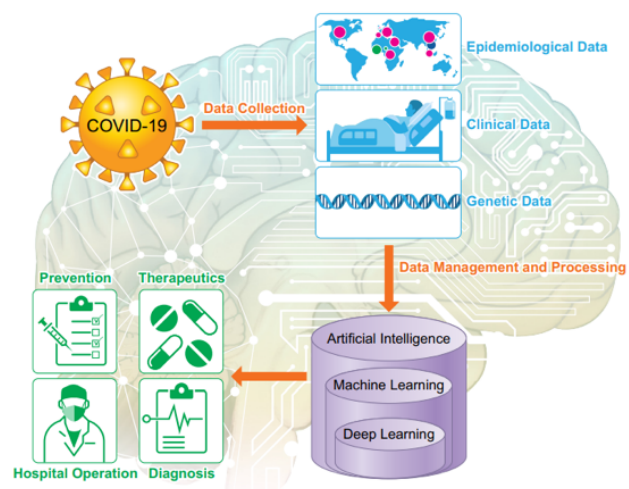 COVID-19
Data Collection
Epidemiological Data
Clinical Data
Genetic Data
Data Management and Processing
Artificial Intelligence
Machine Learning
Deep Learning
Prevention
Therapeutics
Hospital Operation
Diagnosis